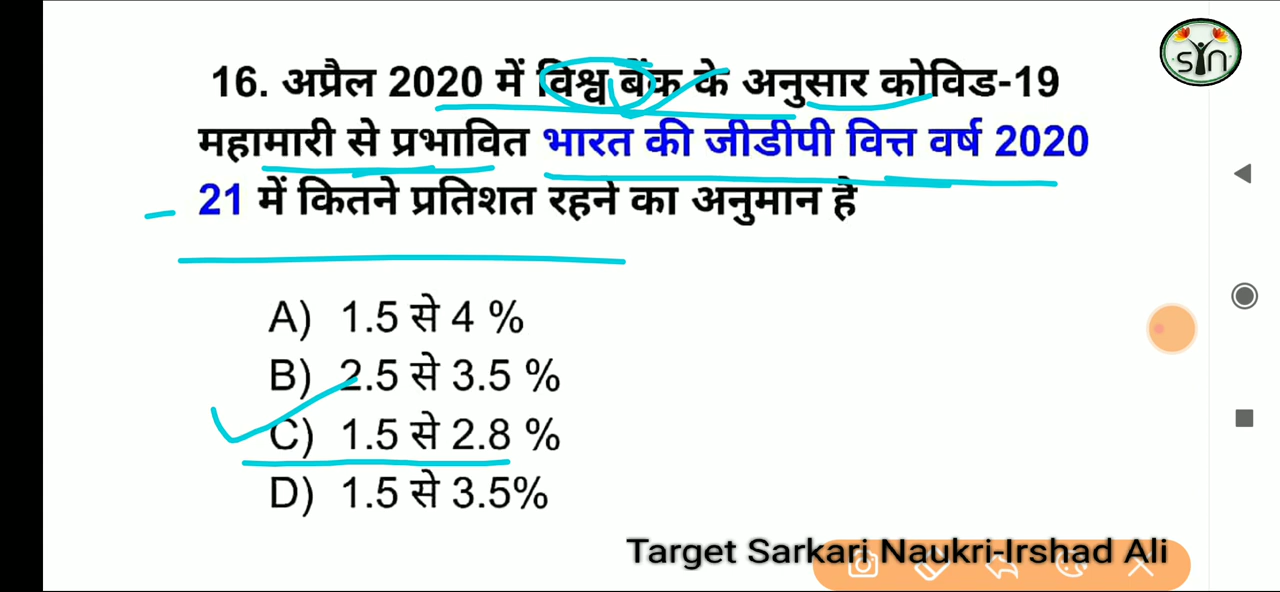 SYN
16. अप्रैल 2020 में विश्व बैंक के अनुसार कोविड-19
महामारी से प्रभावित भारत की जीडीपी वित्त वर्ष 2020
- 21 में कितने प्रतिशत रहने का अनुमान है
A) 1.5 से 4 %
B) 2.5 से 3.5 %
C) 1.5 से 2.8 %
D) 1.5 से 3.5%
Target Sarkari Naukri-Irshad Ali